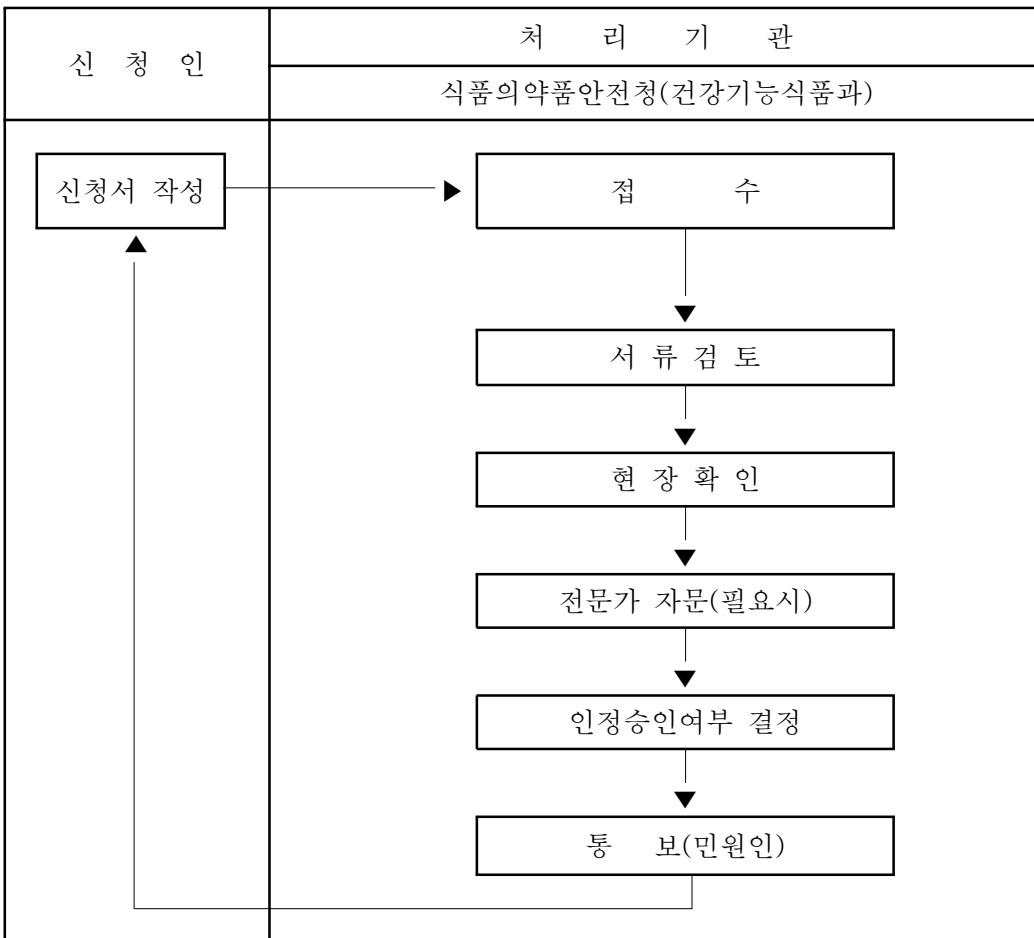 신 청 인
처 리 기 관
식품의약품안전청(건강기능식품과)
신청서 작성
접 수
서 류 검 토
현 장 확 인
전문가 자문(필요시)
인정승인여부 결정
통 보(민원인)